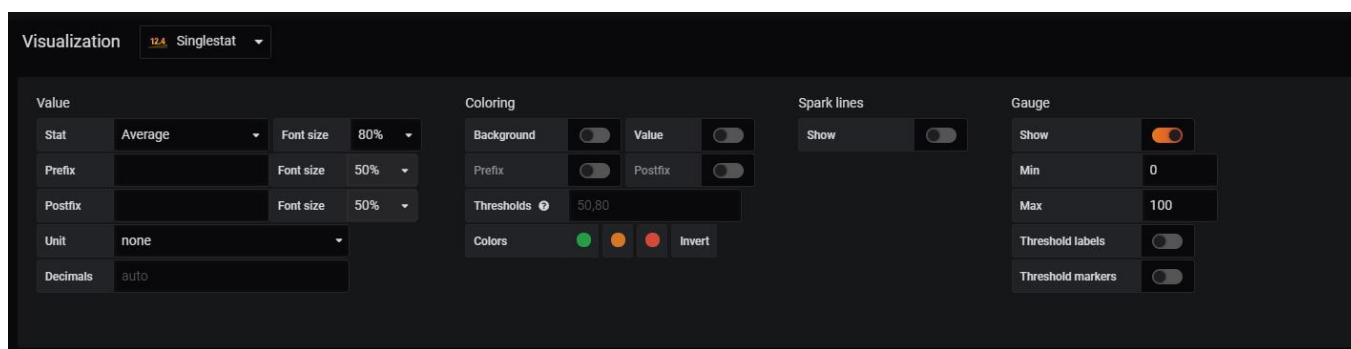 Visualization 12.4 Singlestat
Value Coloring Spark lines Gauge
Stat Average Font size 80% Background Value Show Show
Prefix Font size 50% Prefix Postfix Min 0
Postfix Font size 50% Thresholds ? 50,80 Max 100
Unit none Colors Invert Threshold labels
Decimals auto Threshold markers